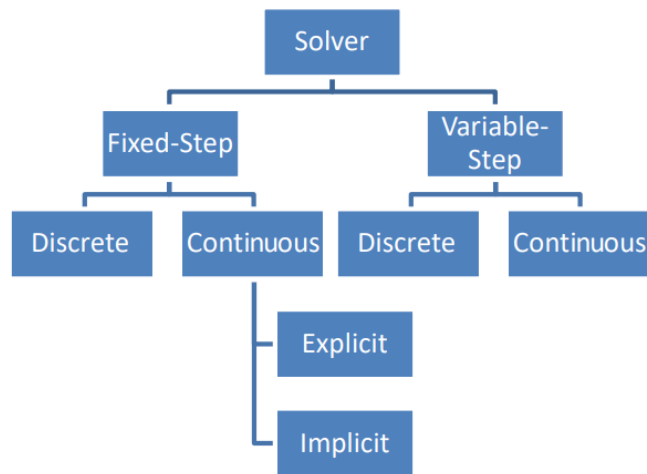 Solver
Fixed-Step
Variable-
Step
Discrete
Continuous
Discrete
Continuous
Explicit
Implicit